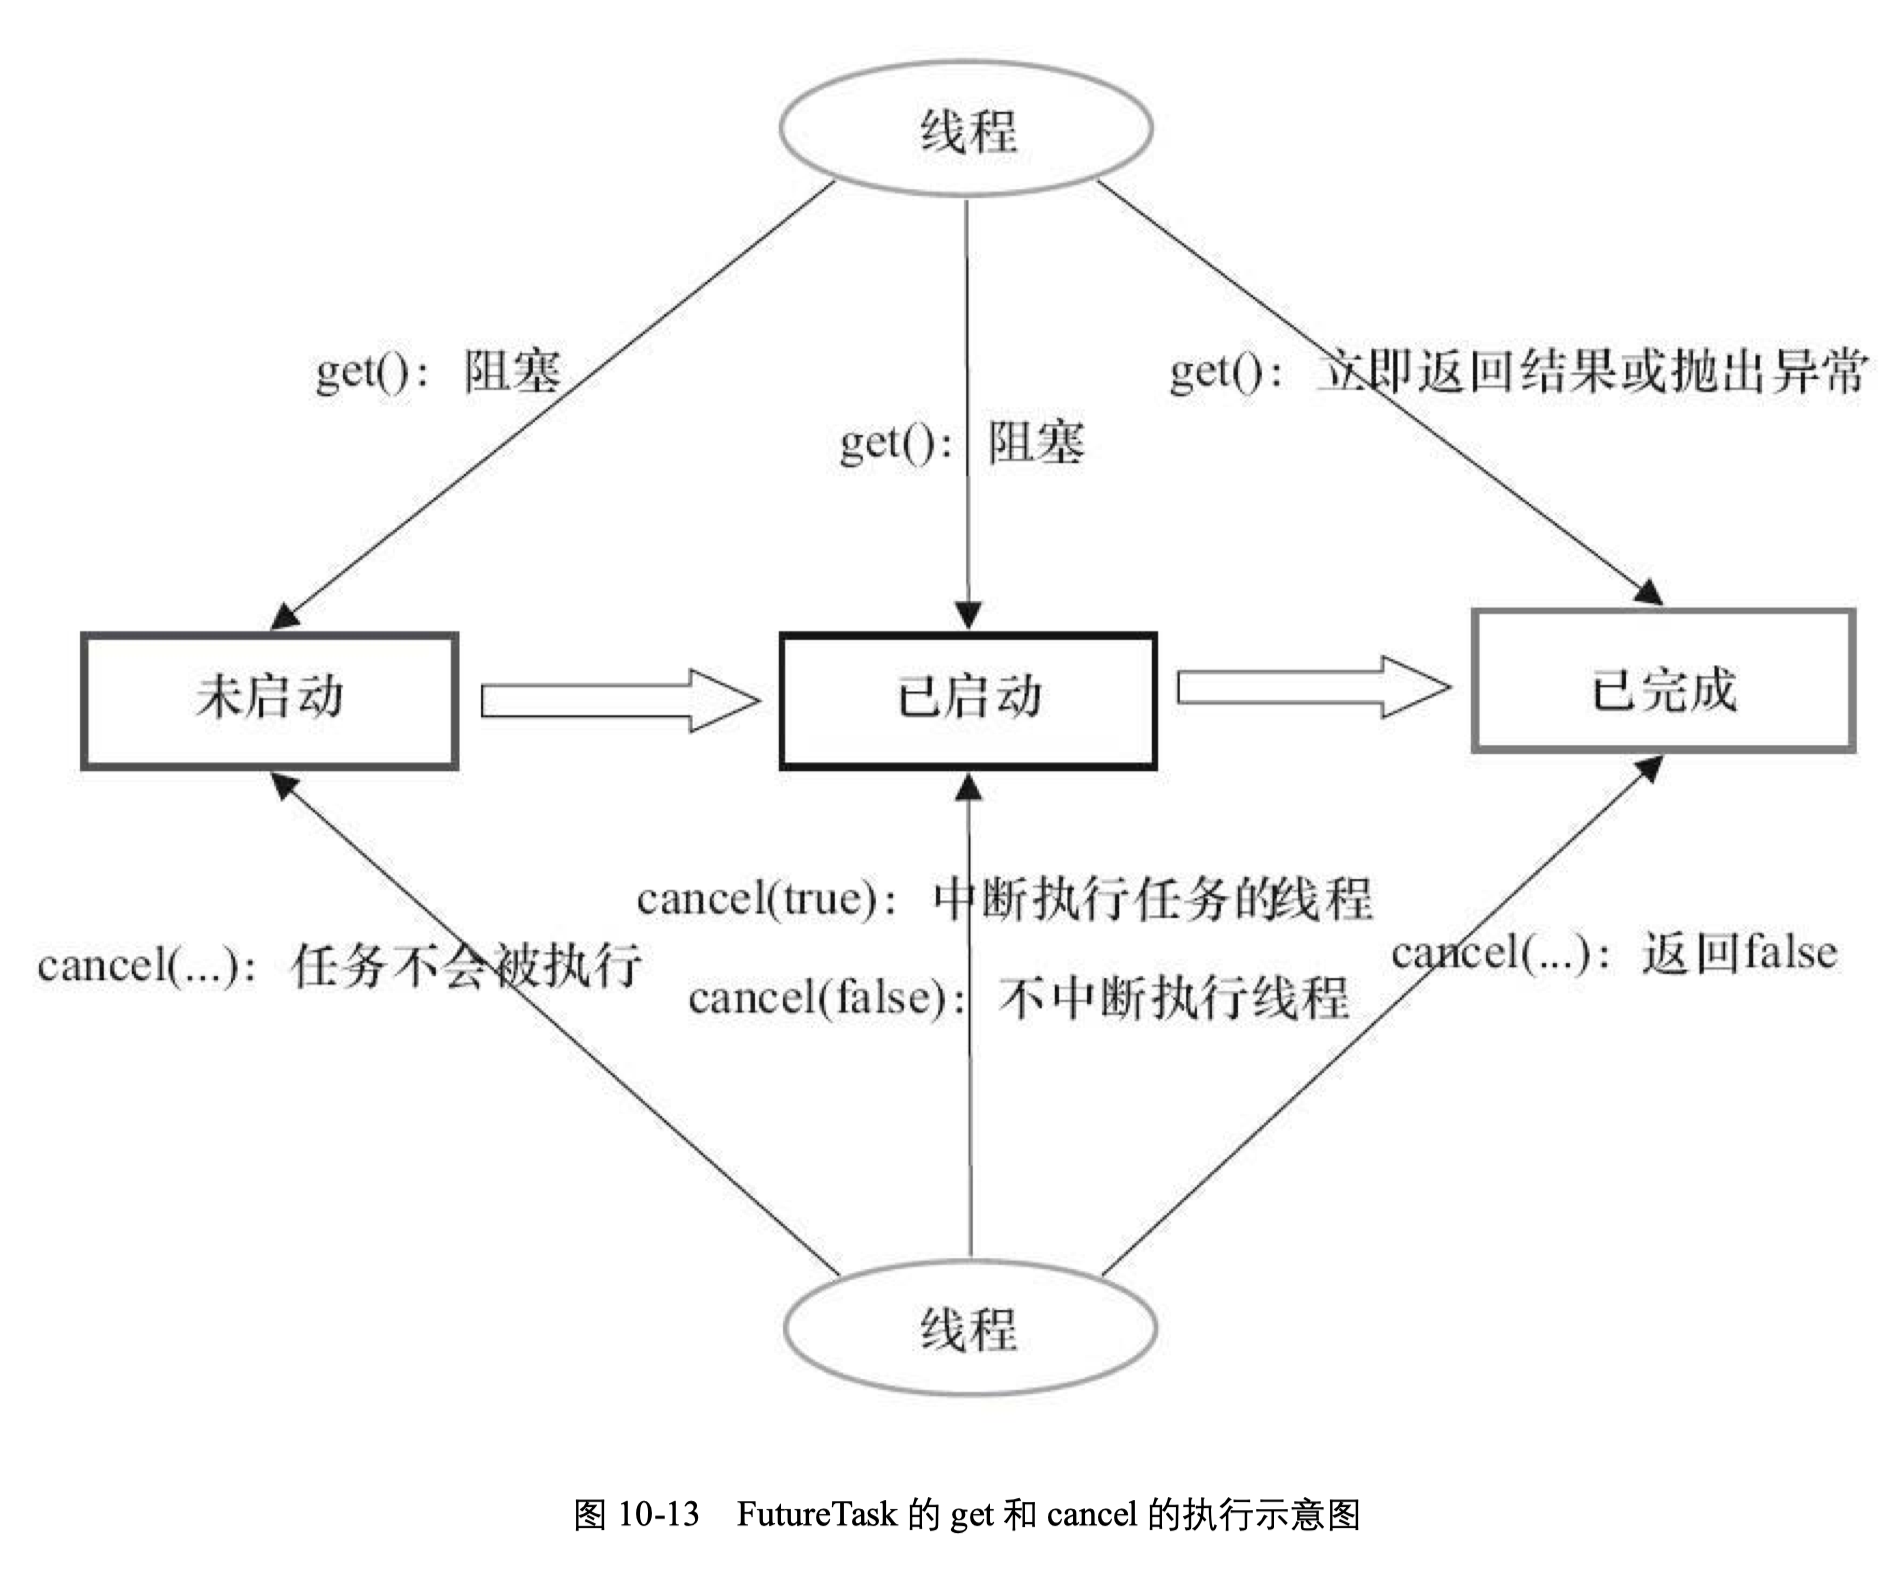 线程
get()：阻塞
get()：立即返回结果或抛出异常
get()：阻塞
未启动
已启动
已完成
cancel(true)：中断执行任务的线程
cancel(...)：任务不会被执行
cancel(...)：返回false
cancel(false)：不中断执行线程
线程
图 10-13 FutureTask 的 get 和 cancel 的执行示意图